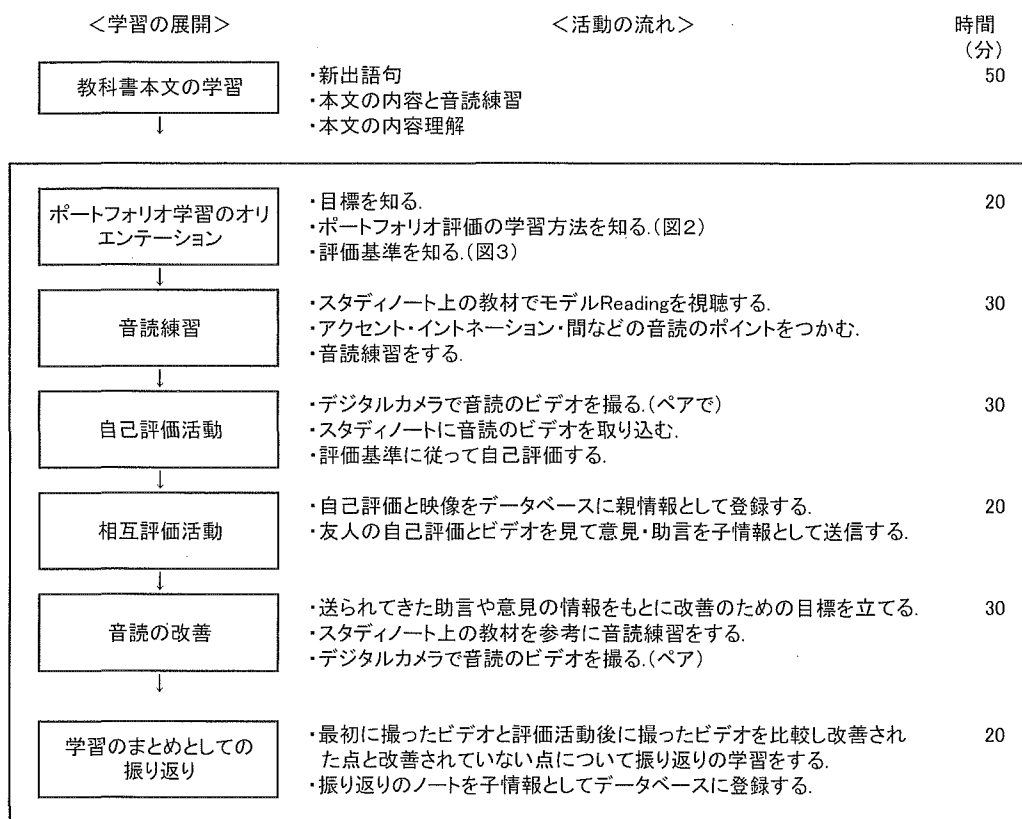 ＜学習の展開＞ ＜活動の流れ＞ 時間
（分）
教科書本文の学習
・新出語句 50
・本文の内容と音読練習
・本文の内容理解
↓
ポートフォリオ学習のオリ
エンテーション
・目標を知る. 20
・ポートフォリオ評価の学習方法を知る.(図2)
・評価基準を知る.(図3)
↓
音読練習
・スタディノート上の教材でモデルReadingを視聴する. 30
・アクセント・イントネーション・間などの音読のポイントをつかむ.
・音読練習をする.
↓
自己評価活動
・デジタルカメラで音読のビデオを撮る.(ペアで) 30
・スタディノートに音読のビデオを取り込む.
・評価基準に従って自己評価する.
↓
相互評価活動
・自己評価と映像をデータベースに親情報として登録する. 20
・友人の自己評価とビデオを見て意見・助言を子情報として送信する.
↓
音読の改善
・送られてきた助言や意見の情報をもとに改善のための目標を立てる. 30
・スタディノート上の教材を参考に音読練習をする.
・デジタルカメラで音読のビデオを撮る.(ペア)
↓
学習のまとめとしての
振り返り
・最初に撮ったビデオと評価活動後に撮ったビデオを比較し改善され 20
た点と改善されていない点について振り返りの学習をする.
・振り返りのノートを子情報としてデータベースに登録する.